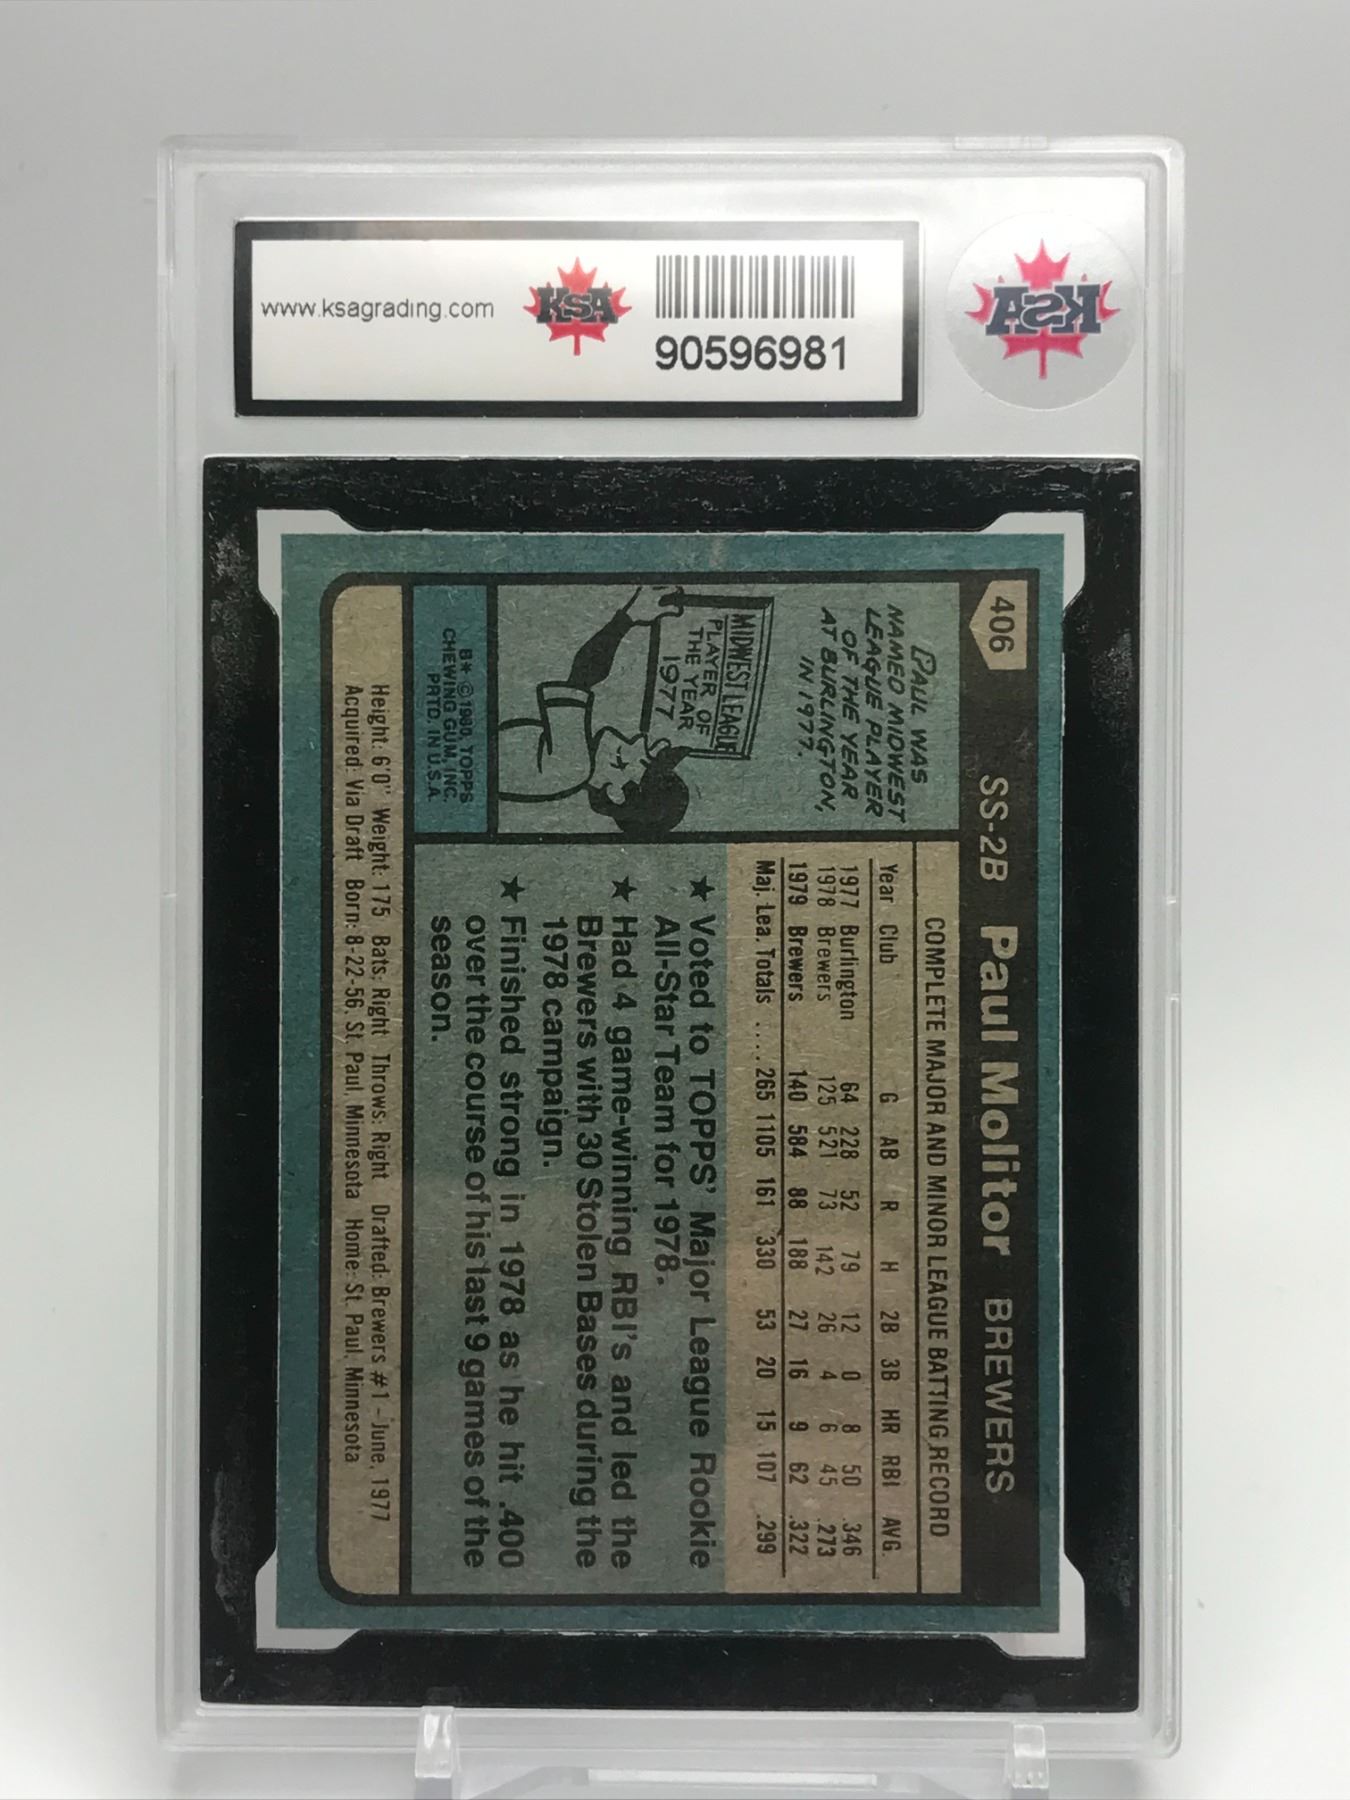 www.ksagrading.com
KSA
90596981
KSA
406
SS-2B Paul Molitor BREWERS
PAUL WAS
NAMED MIDWEST
LEAGUE PLAYER
OF THE YEAR
AT BURLINGTON,
IN 1977.
MIDWEST LEAGUE
PLAYER OF
THE YEAR
1977
B* ©1980, TOPPS
CHEWING GUM, INC.
PRTD. IN U.S.A.
COMPLETE MAJOR AND MINOR LEAGUE BATTING RECORD
Year Club G AB R H 2B 3B HR RBI AVG.
1977 Burlington 64 228 52 79 12 0 8 50 .346
1978 Brewers 125 521 73 142 26 4 6 45 .273
1979 Brewers 140 584 88 188 27 16 9 62 .322
Maj. Lea. Totals ..... 265 1105 161 330 53 20 15 107 .299
★ Voted to TOPPS' Major League Rookie
All-Star Team for 1978.
★ Had 4 game-winning RBI's and led the
Brewers with 30 Stolen Bases during the
1978 campaign.
★ Finished strong in 1978 as he hit .400
over the course of his last 9 games of the
season.
Height: 6'0" Weight: 175 Bats: Right Throws: Right Drafted: Brewers #1-June, 1977
Acquired: Via Draft Born: 8-22-56, St. Paul, Minnesota Home: St. Paul, Minnesota